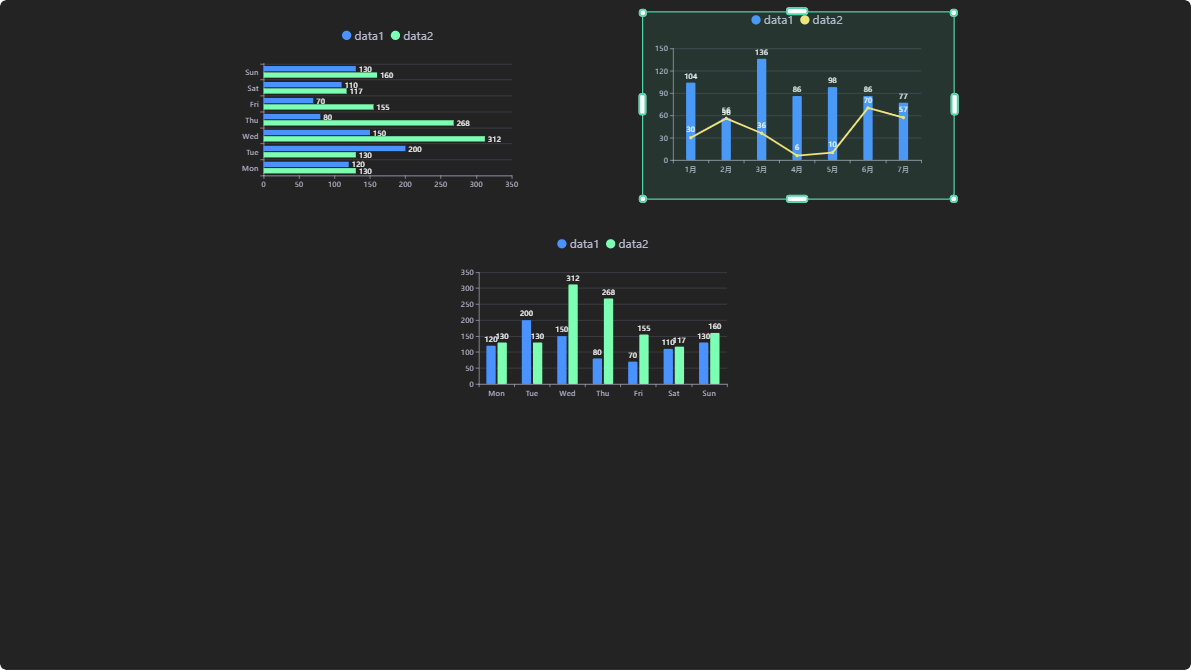 data1 data2
Sun 130 160
Sat 110 117
Fri 70 155
Thu 80 268
Wed 150 312
Tue 200 130
Mon 120 130
0 50 100 150 200 250 300 350
data1 data2
150
120
90
60
30
0
104 56 136 86 98 86 77
30 56 36 6 10 70 57
1月 2月 3月 4月 5月 6月 7月
data1 data2
350
300
250
200
150
100
50
0
120 130 200 130 150 312 80 268 70 155 110 117 130 160
Mon Tue Wed Thu Fri Sat Sun